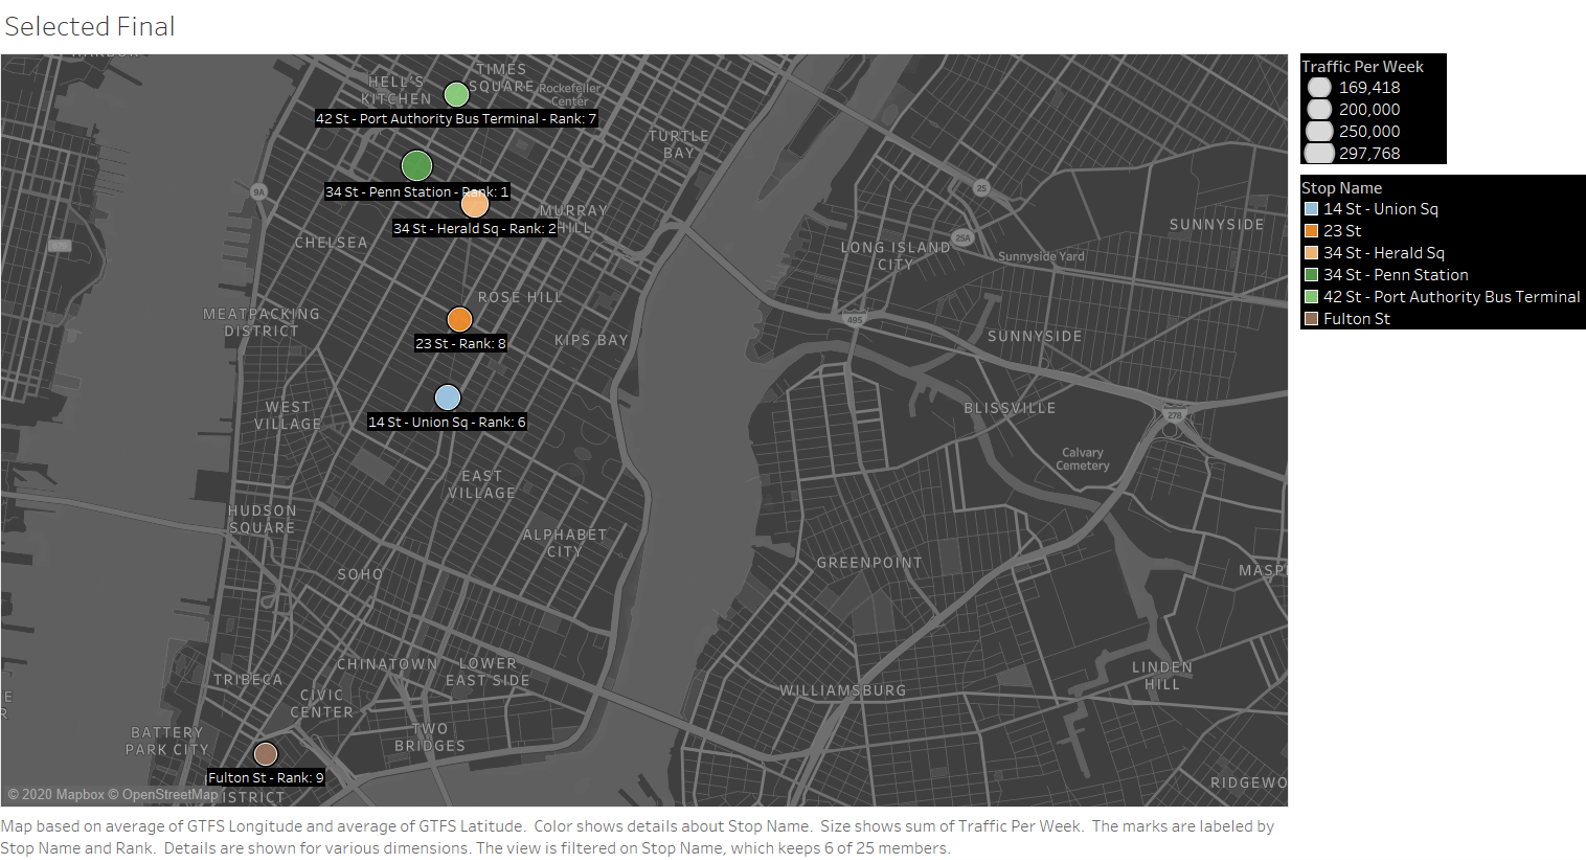 Selected Final
HARBOR
HELL'S
KITCHEN
TIMES
SQUARE
Rockefeller
Center
42 St - Port Authority Bus Terminal - Rank: 7
TURTLE
BAY
9A
34 St - Penn Station - Rank: 1
MURRAY
HILL
34 St - Herald Sq - Rank: 2
CHELSEA
25
SUNNYSIDE
25A
LONG ISLAND
CITY
Sunnyside Yard
ROSE HILL
MEATPACKING
DISTRICT
495
23 St - Rank: 8
KIPS BAY
SUNNYSIDE
WEST
VILLAGE
14 St - Union Sq - Rank: 6
BLISSVILLE
278
Calvary
Cemetery
EAST
VILLAGE
HUDSON
SQUARE
ALPHABET
CITY
GREENPOINT
MASP
SOHO
CHINATOWN
LOWER
EAST SIDE
TRIBECA
CIVIC
CENTER
WILLIAMSBURG
LINDEN
HILL
E
R
BATTERY
PARK CITY
TWO
BRIDGES
Fulton St - Rank: 9
DISTRICT
RIDGEWO
© 2020 Mapbox © OpenStreetMap
Traffic Per Week
169,418
200,000
250,000
297,768
Stop Name
14 St - Union Sq
23 St
34 St - Herald Sq
34 St - Penn Station
42 St - Port Authority Bus Terminal
Fulton St
Map based on average of GTFS Longitude and average of GTFS Latitude.  Color shows details about Stop Name.  Size shows sum of Traffic Per Week.  The marks are labeled by
Stop Name and Rank.  Details are shown for various dimensions. The view is filtered on Stop Name, which keeps 6 of 25 members.